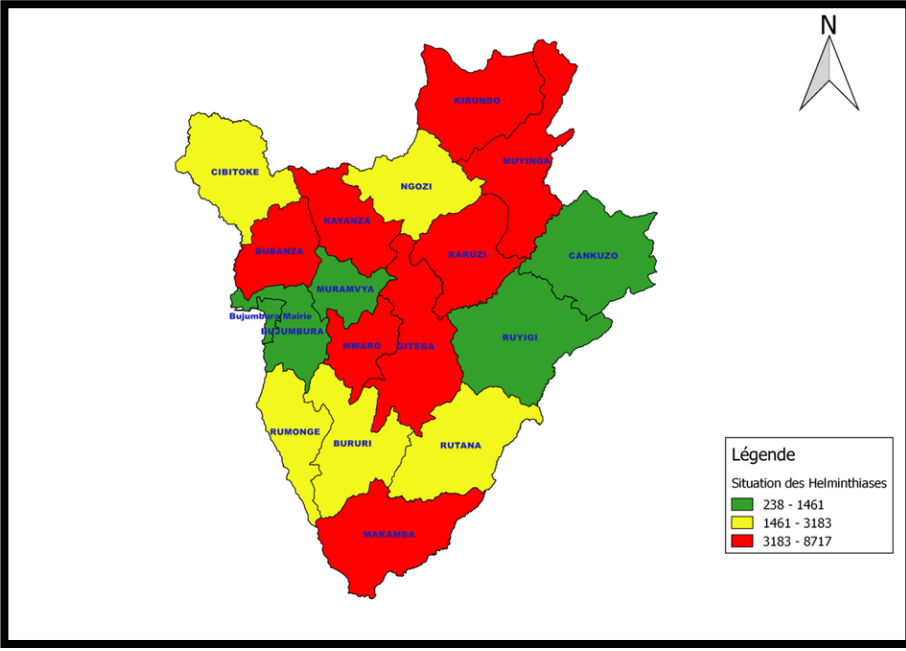 N
KIRUNDO
MUYINGA
CIBITOKE
NGOZI
KAYANZA
BUBANZA
KARUZI
CANKUZO
MURAMVYA
Bujumbura Mairie
BUJUMBURA
MWARO
GITEGA
RUYIGI
RUMONGE
BURURI
RUTANA
MAKAMBA
Légende
Situation des Helminthiases
238 - 1461
1461 - 3183
3183 - 8717